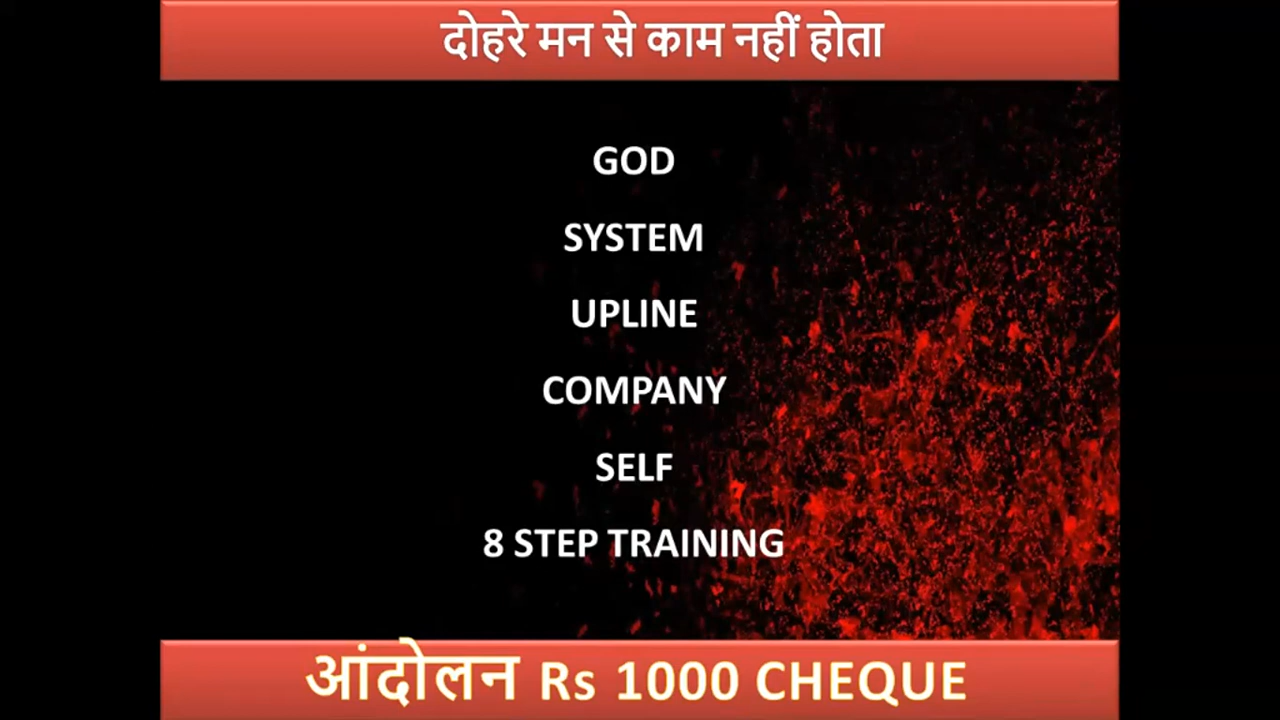 दोहरे मन से काम नहीं होता
GOD
SYSTEM
UPLINE
COMPANY
SELF
8 STEP TRAINING
आंदोलन Rs 1000 CHEQUE